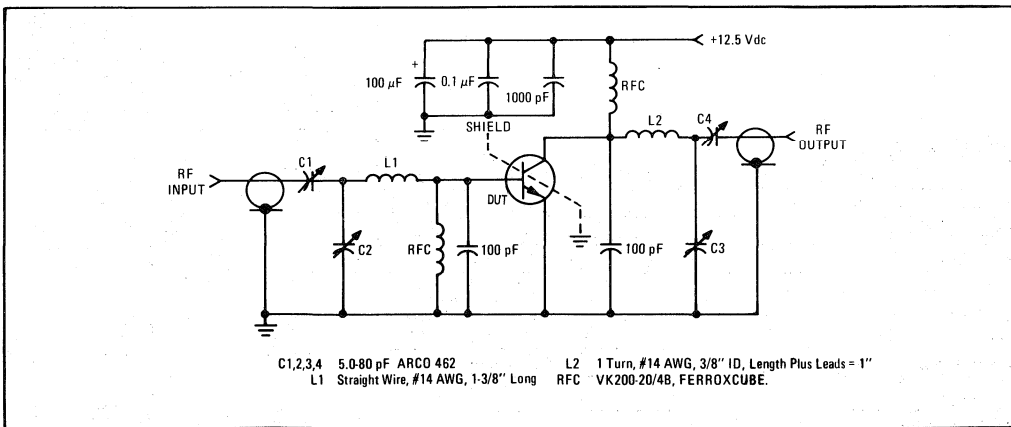 +12.5 Vdc
+
100 μF
0.1 μF
1000 pF
RFC
SHIELD
L2
C4
RF
OUTPUT
C1
L1
RF
INPUT
DUT
C2
RFC
100 pF
100 pF
C3
C1,2,3,4 5.0-80 pF ARCO 462
L1 Straight Wire, #14 AWG, 1-3/8" Long
L2 1 Turn, #14 AWG, 3/8" ID, Length Plus Leads = 1"
RFC VK200-20/4B, FERROXCUBE.